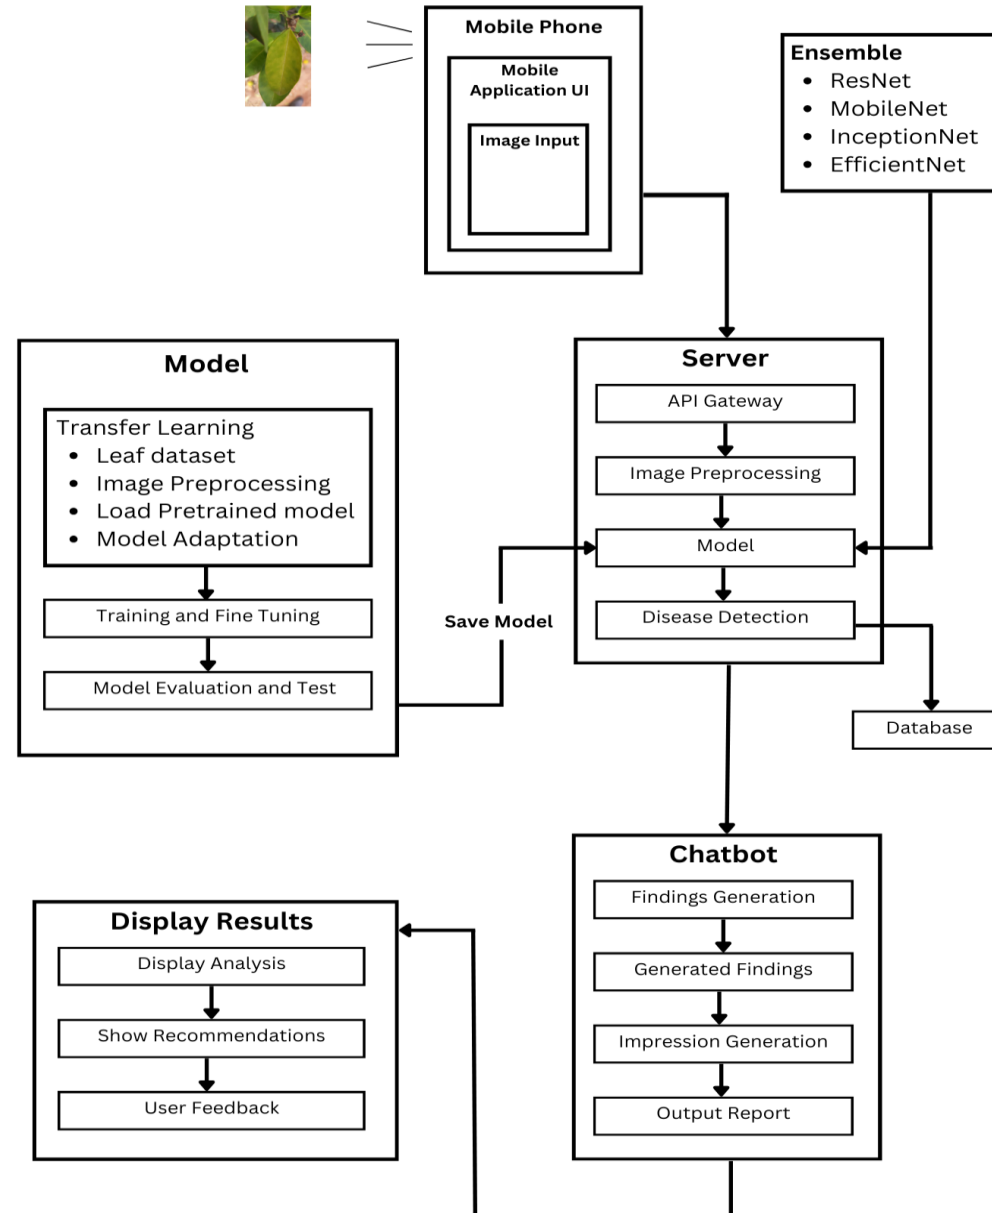 Mobile Phone
Mobile
Application UI
Image Input
Ensemble
• ResNet
• MobileNet
• InceptionNet
• EfficientNet
Model
Transfer Learning
• Leaf dataset
• Image Preprocessing
• Load Pretrained model
• Model Adaptation
Training and Fine Tuning
Model Evaluation and Test
Save Model
Server
API Gateway
Image Preprocessing
Model
Disease Detection
Database
Chatbot
Findings Generation
Generated Findings
Impression Generation
Output Report
Display Results
Display Analysis
Show Recommendations
User Feedback